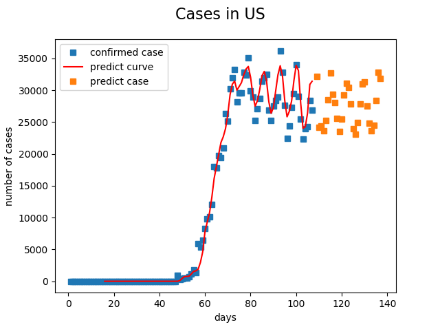 Cases in US
confirmed case
predict curve
predict case
number of cases
35000
30000
25000
20000
15000
10000
5000
0
0 20 40 60 80 100 120 140
days